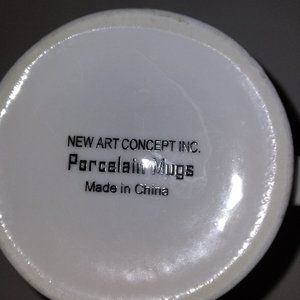 NEW ART CONCEPT INC.
Porcelain Mugs
Made in China